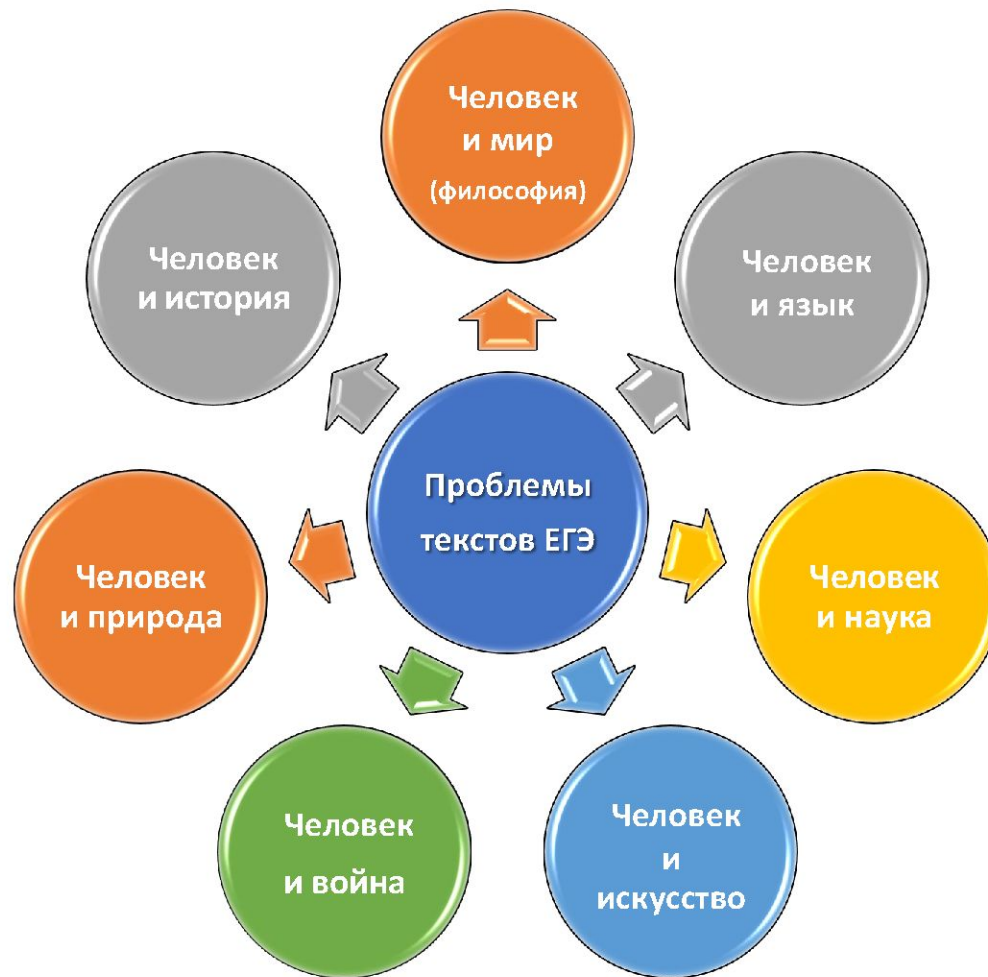 Человек
и мир
(философия)
Человек
и история
Человек
и язык
Проблемы
текстов ЕГЭ
Человек
и природа
Человек
и наука
Человек
и война
Человек
и
искусство